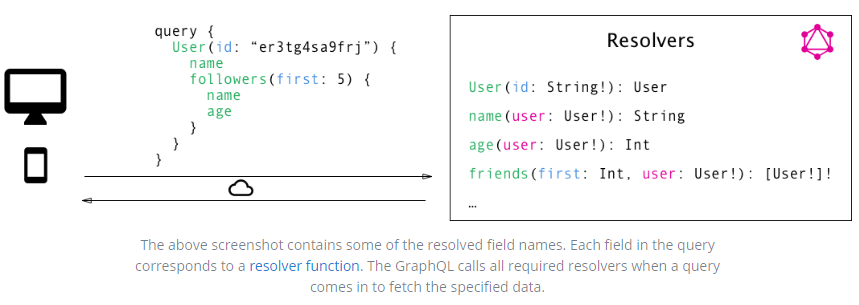 query {
User(id: “er3tg4sa9frj”) {
name
followers(first: 5) {
name
age
}
}
}
Resolvers
User(id: String!): User
name(user: User!): String
age(user: User!): Int
friends(first: Int, user: User!): [User!]!
…
The above screenshot contains some of the resolved field names. Each field in the query
corresponds to a resolver function. The GraphQL calls all required resolvers when a query
comes in to fetch the specified data.